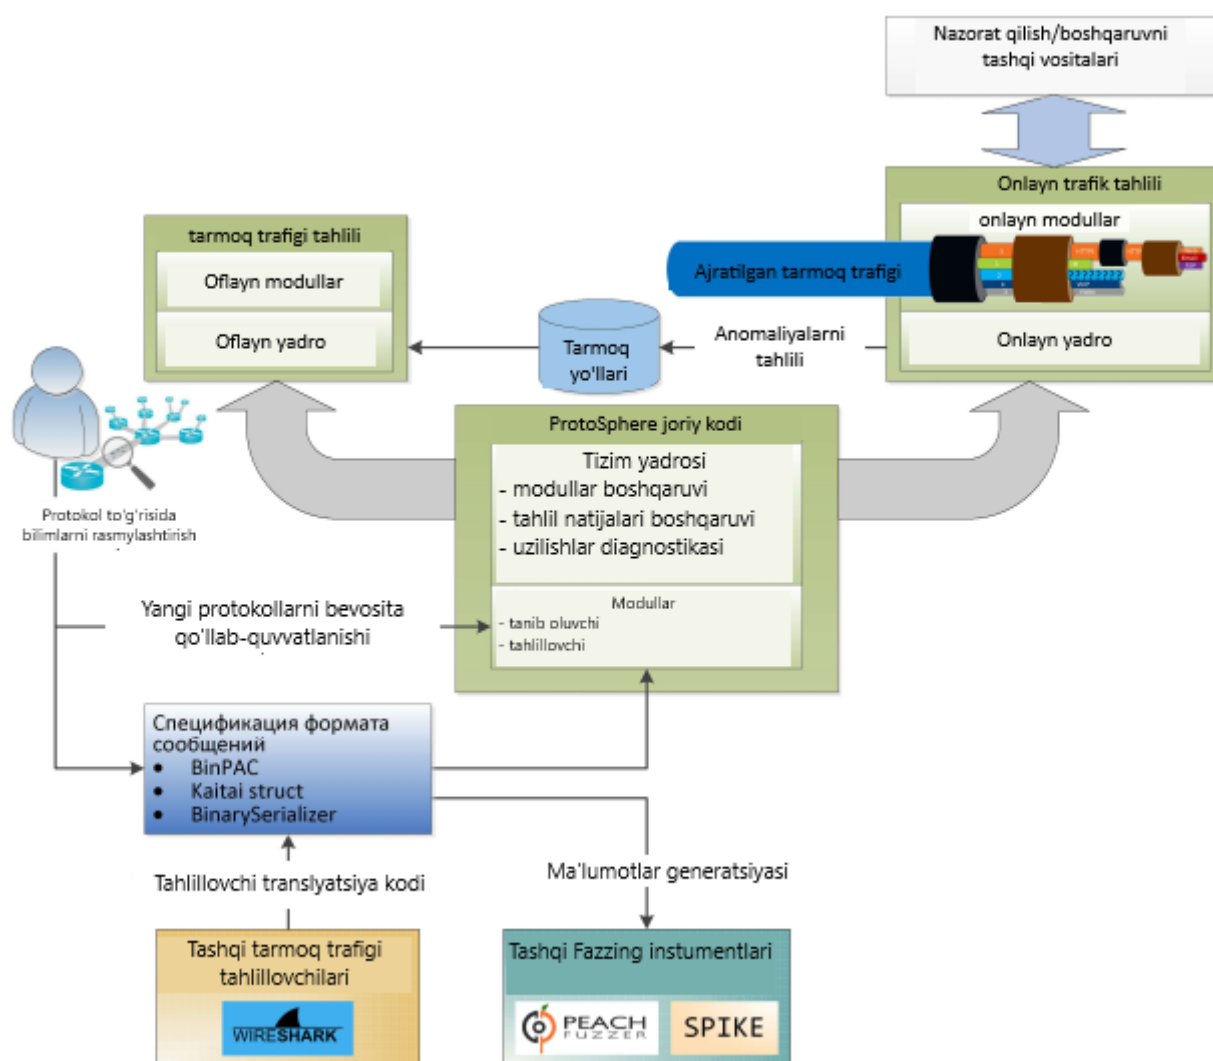 Nazorat qilish/boshqaruvni
tashqi vositalari
Onlayn trafik tahlili
onlayn modullar
Ajratilgan tarmoq trafigi
Onlayn yadro
tarmoq trafigi tahlili
Oflayn modullar
Oflayn yadro
Tarmoq
yo'llari
Anomaliyalarni
tahlili
ProtoSphere joriy kodi
Tizim yadrosi
- modullar boshqaruvi
- tahlil natijalari boshqaruvi
- uzilishlar diagnostikasi
Modullar
- tanib oluvchi
- tahlillovchi
Protokol to'g'risida
bilimlarni rasmylashtirish
Yangi protokollarni bevosita
qo'llab-quvvatlanishi
Спецификация формата
сообщений
• BinPAC
• Kaitai struct
• BinarySerializer
Tahlillovchi translyatsiya kodi
Ma'lumotlar generatsiyasi
Tashqi tarmoq trafigi
tahlillovchilari
WIRESHARK
Tashqi Fazzing instumentlari
PEACH
FUZZER
SPIKE